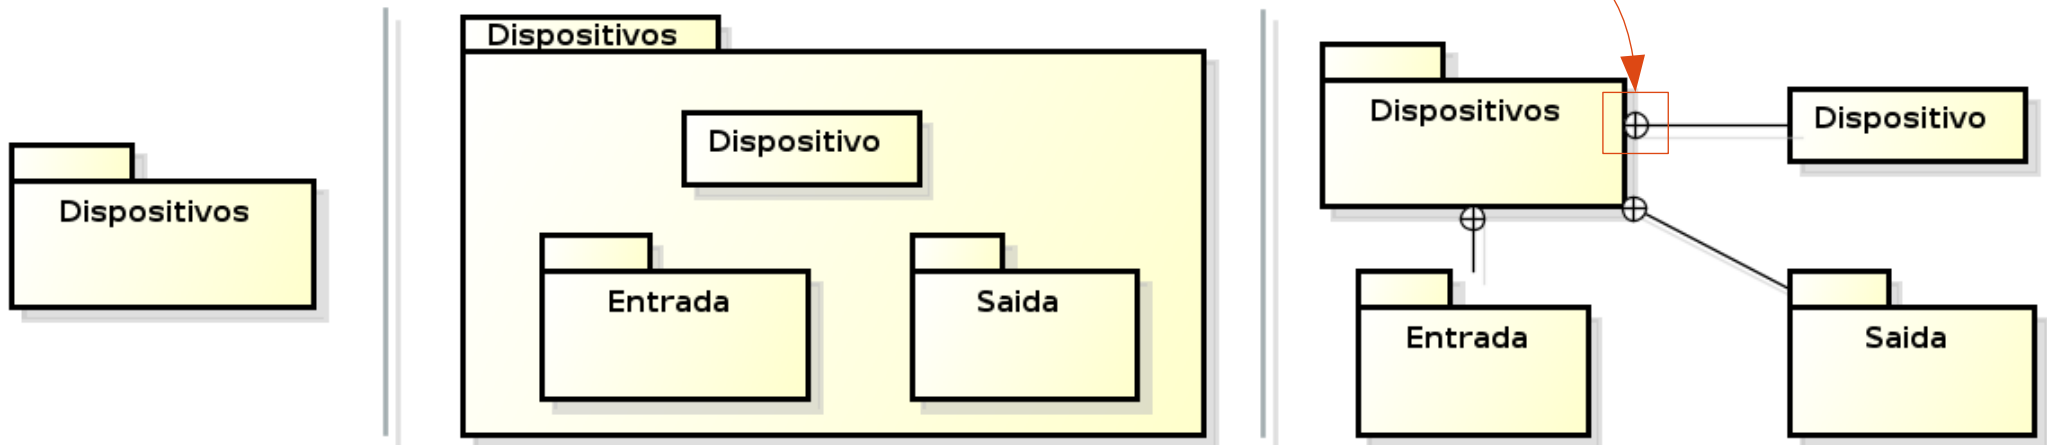 Dispositivos
Dispositivos
Dispositivo
Entrada
Saida
Dispositivos
Dispositivo
Entrada
Saida